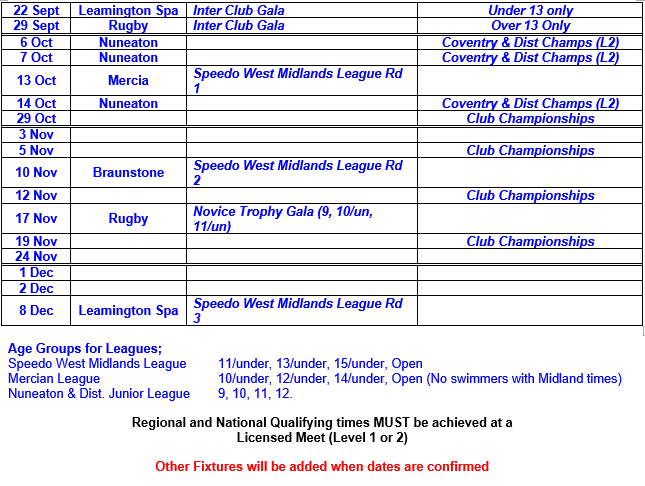 22 Sept Leamington Spa Inter Club Gala Under 13 only
29 Sept Rugby Inter Club Gala Over 13 Only
6 Oct Nuneaton Coventry & Dist Champs (L2)
7 Oct Nuneaton Coventry & Dist Champs (L2)
13 Oct Mercia Speedo West Midlands League Rd
1
14 Oct Nuneaton Coventry & Dist Champs (L2)
29 Oct Club Championships
3 Nov
5 Nov Club Championships
10 Nov Braunstone Speedo West Midlands League Rd
2
12 Nov Club Championships
17 Nov Rugby Novice Trophy Gala (9, 10/un,
11/un)
19 Nov Club Championships
24 Nov
1 Dec
2 Dec
8 Dec Leamington Spa Speedo West Midlands League Rd
3
Age Groups for Leagues;
Speedo West Midlands League 11/under, 13/under, 15/under, Open
Mercian League 10/under, 12/under, 14/under, Open (No swimmers with Midland times)
Nuneaton & Dist. Junior League 9, 10, 11, 12.
Regional and National Qualifying times MUST be achieved at a
Licensed Meet (Level 1 or 2)
Other Fixtures will be added when dates are confirmed